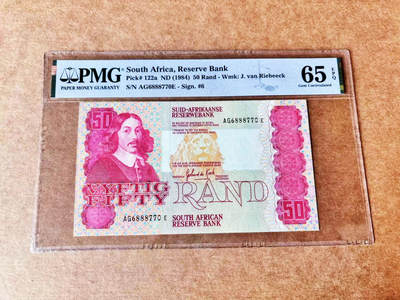 PMG
PAPER MONEY GUARANTY
South Africa, Reserve Bank
Pick# 122a ND (1984) 50 Rand - Wmk: J. van Riebeeck
S/N AG6888770E - Sign. #6
65 EPQ
Gem Uncirculated
50
SUID-AFRIKAANSE
RESERWEBANK
VYFTIG
FIFTY
RAND
AG6888770 E
AG6888770 E
SOUTH AFRICAN
RESERVE BANK
50